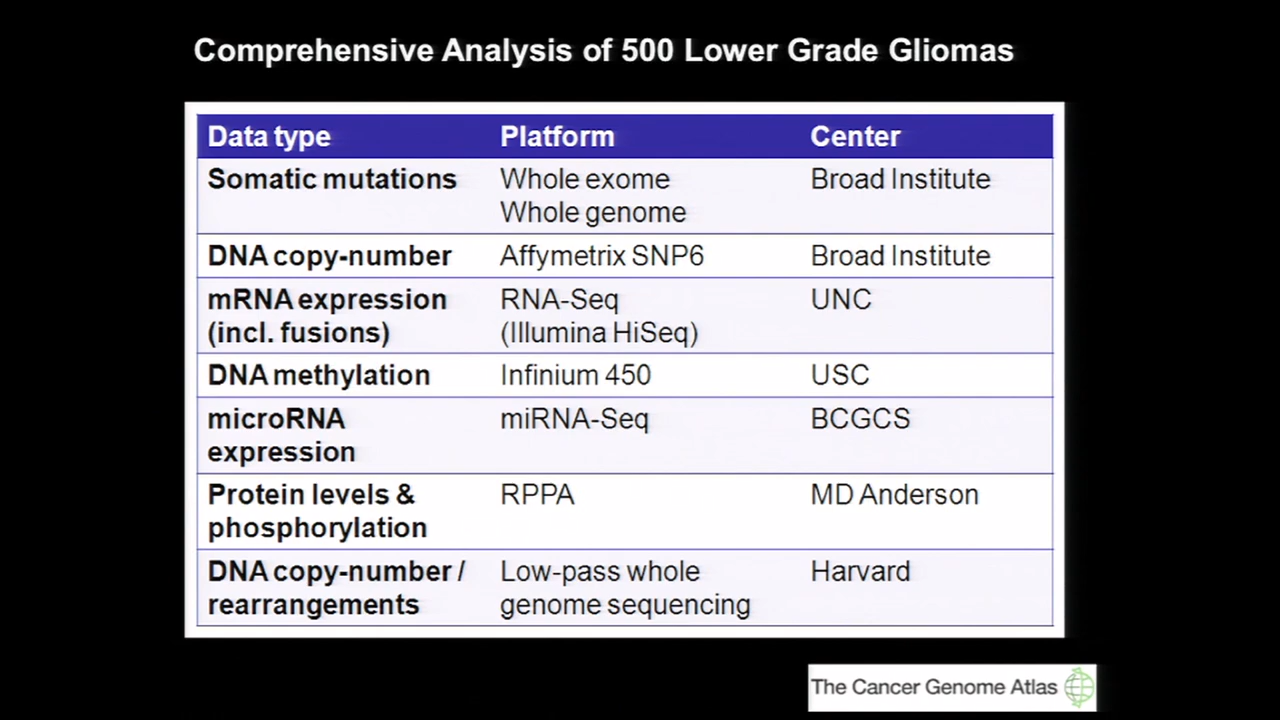 Comprehensive Analysis of 500 Lower Grade Gliomas
Data type Platform Center
Somatic mutations Whole exome Broad Institute
Whole genome
DNA copy-number Affymetrix SNP6 Broad Institute
mRNA expression RNA-Seq UNC
(incl. fusions) (Illumina HiSeq)
DNA methylation Infinium 450 USC
microRNA miRNA-Seq BCGCS
expression
Protein levels & RPPA MD Anderson
phosphorylation
DNA copy-number / Low-pass whole Harvard
rearrangements genome sequencing
The Cancer Genome Atlas